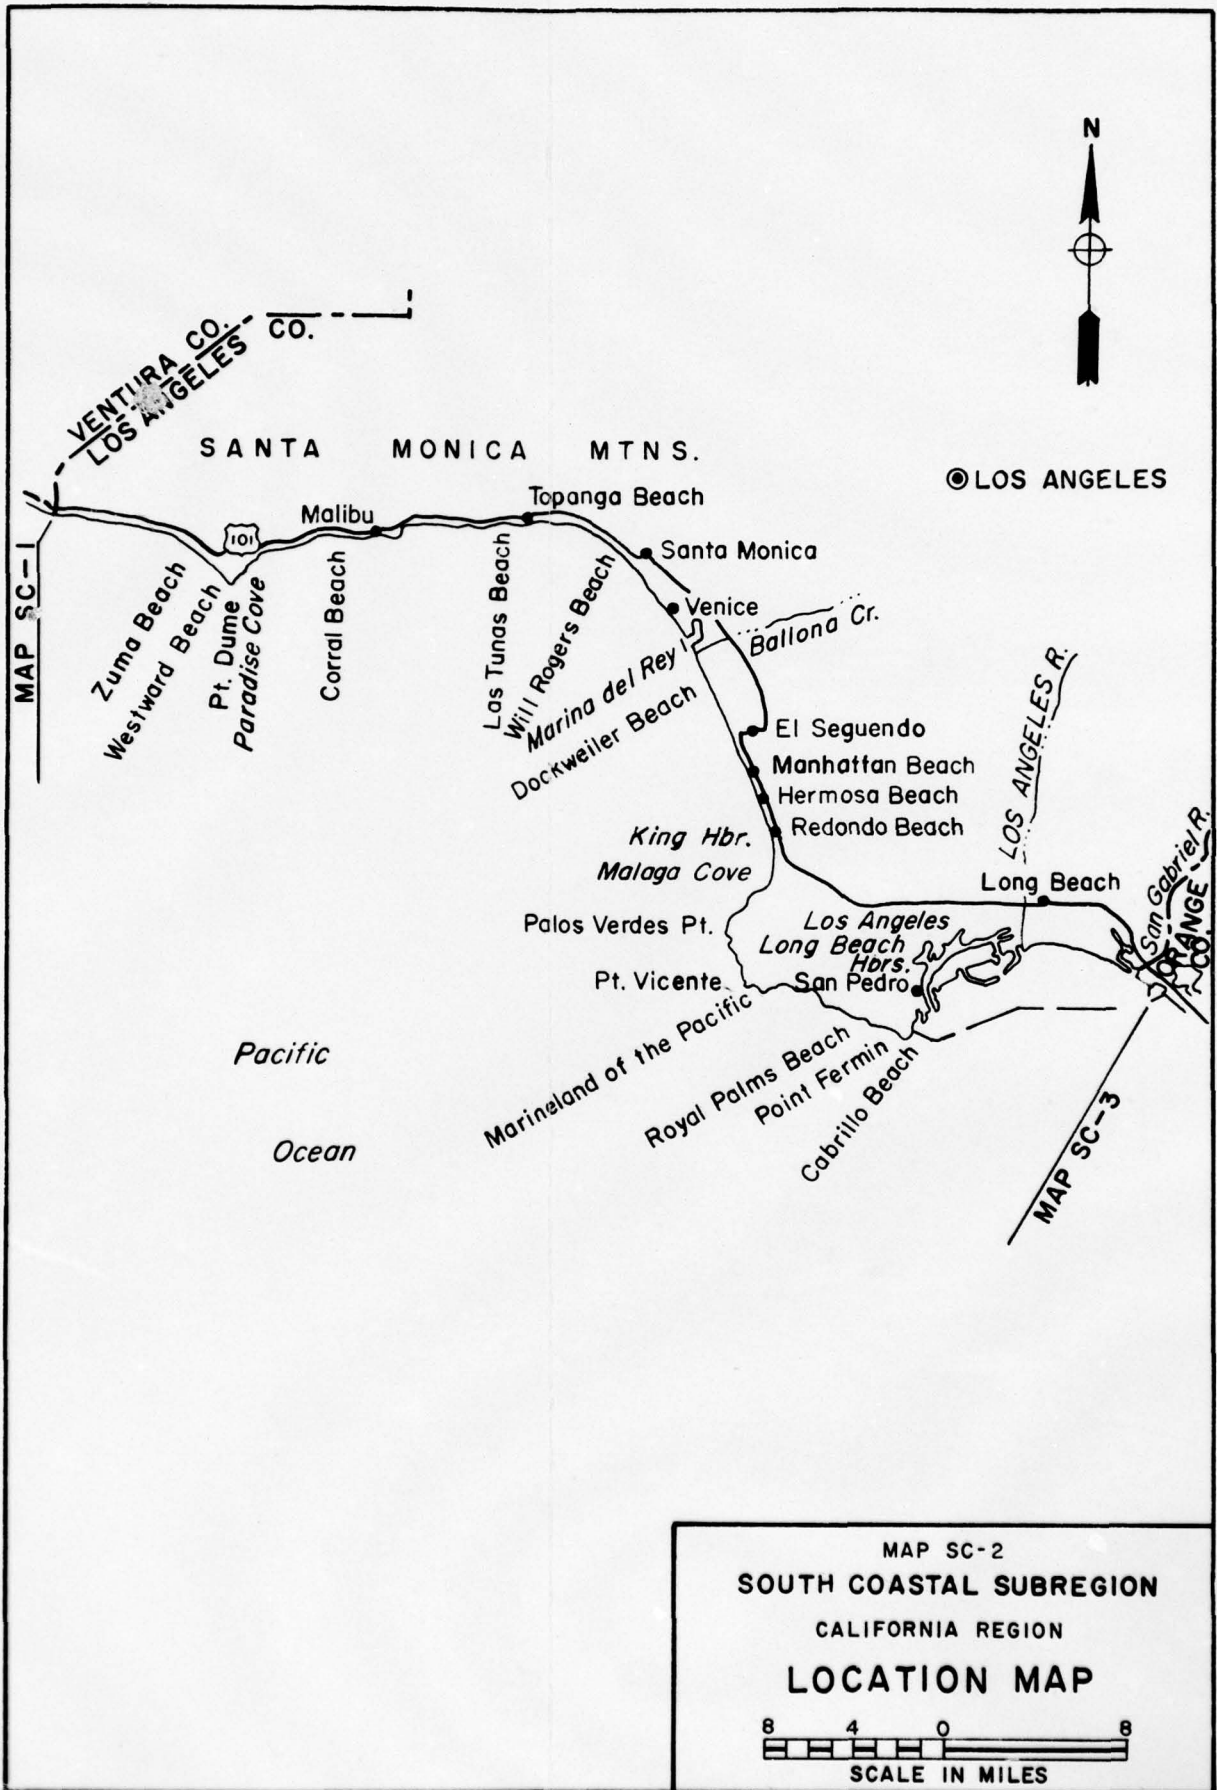 N
VENTURA CO.
LOS ANGELES CO.
SANTA MONICA MTNS.
LOS ANGELES
Topanga Beach
Malibu
101
Santa Monica
MAP SC-1
Zuma Beach
Westward Beach
Pt. Dume
Paradise Cove
Corral Beach
Las Tunas Beach
Will Rogers Beach
Venice
Ballona Cr.
Marina del Rey
Dockweiler Beach
El Seguendo
Manhattan Beach
Hermosa Beach
Redondo Beach
LOS ANGELES R.
King Hbr.
Malaga Cove
Long Beach
San Gabriel R.
ORANGE CO.
Palos Verdes Pt.
Los Angeles
Long Beach
Hbrs.
San Pedro
Pt. Vicente
Marineland of the Pacific
Royal Palms Beach
Point Fermin
Cabrillo Beach
MAP SC-3
Pacific
Ocean
MAP SC-2
SOUTH COASTAL SUBREGION
CALIFORNIA REGION
LOCATION MAP
8 4 0 8
SCALE IN MILES